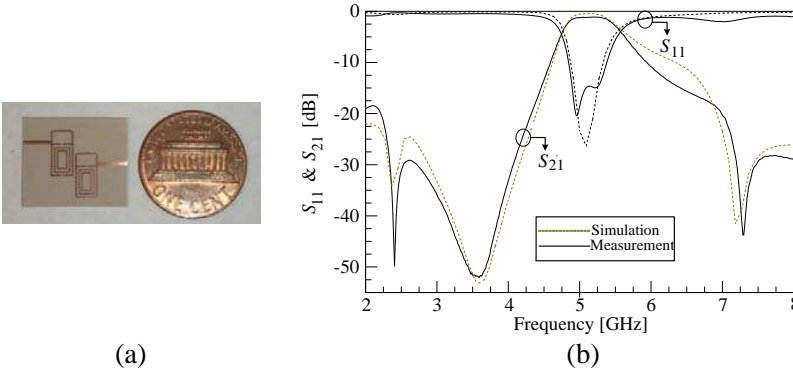 ONE CENT
(a)
S11 & S21 [dB]
0
-10
-20
-30
-40
-50
S11
S21
Simulation
Measurement
2 3 4 5 6 7 8
Frequency [GHz]
(b)